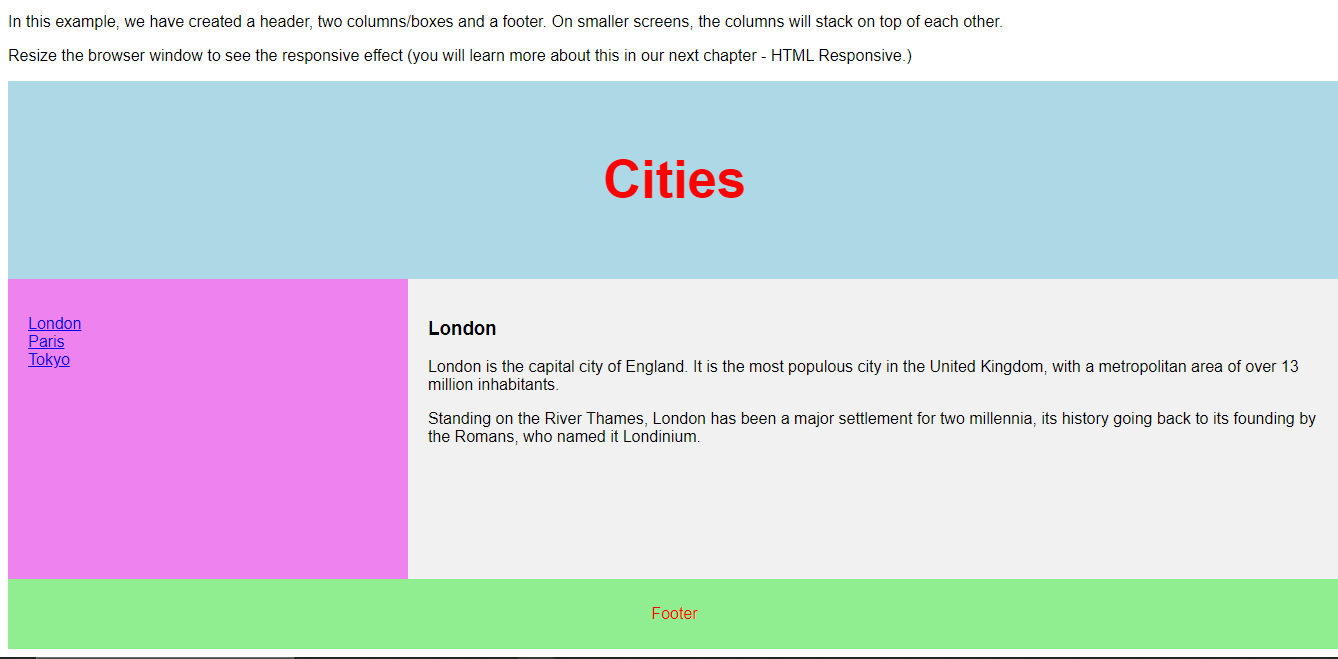 In this example, we have created a header, two columns/boxes and a footer. On smaller screens, the columns will stack on top of each other.
Resize the browser window to see the responsive effect (you will learn more about this in our next chapter - HTML Responsive.)
Cities
London
Paris
Tokyo
London
London is the capital city of England. It is the most populous city in the United Kingdom, with a metropolitan area of over 13
million inhabitants.
Standing on the River Thames, London has been a major settlement for two millennia, its history going back to its founding by
the Romans, who named it Londinium.
Footer